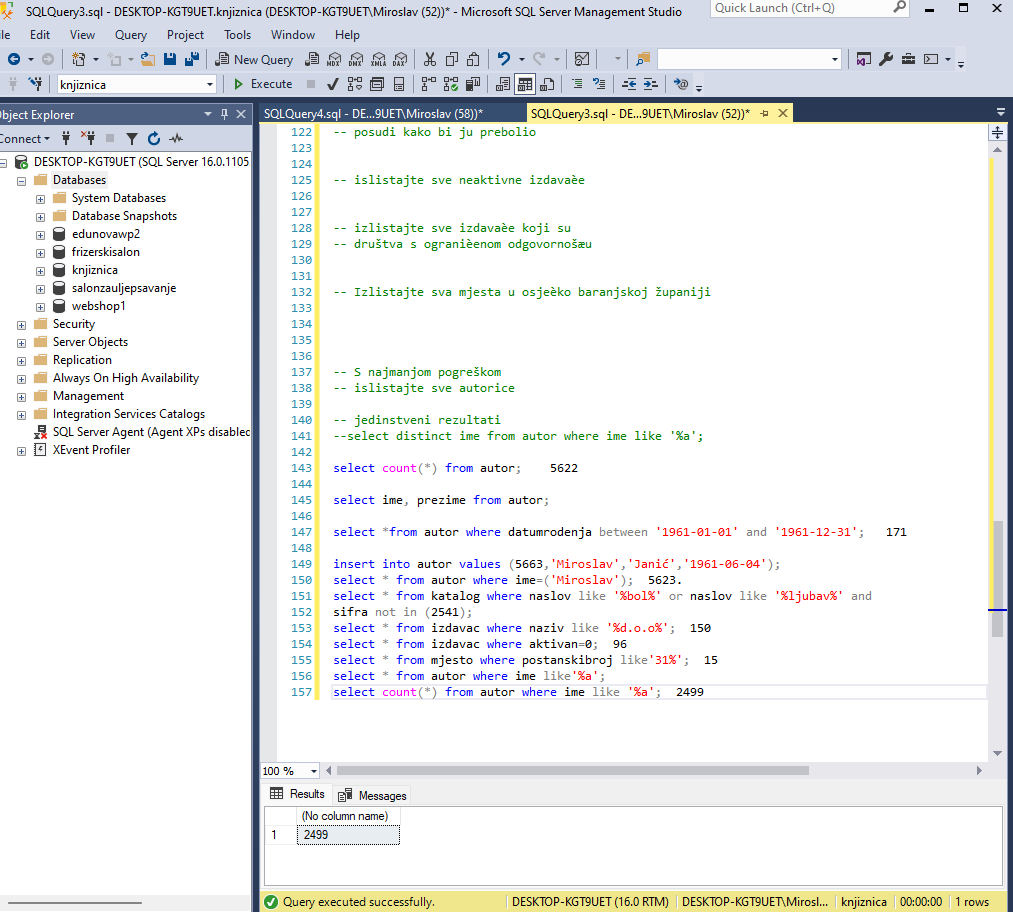 SQLQuery3.sql - DESKTOP-KGT9UET.knjiznica (DESKTOP-KGT9UET\Miroslav (52))* - Microsoft SQL Server Management Studio
Quick Launch (Ctrl+Q)
ile Edit View Query Project Tools Window Help
New Query MDX DMX XMLA DAX
knjiznica Execute
Object Explorer
Connect
DESKTOP-KGT9UET (SQL Server 16.0.1105
Databases
System Databases
Database Snapshots
edunovawp2
frizerskisalon
knjiznica
salonzauljepsavanje
webshop1
Security
Server Objects
Replication
Always On High Availability
Management
Integration Services Catalogs
SQL Server Agent (Agent XPs disabled
XEvent Profiler
SQLQuery4.sql - DE...9UET\Miroslav (58))*
SQLQuery3.sql - DE...9UET\Miroslav (52))*
122 -- posudi kako bi ju prebolio
123
124
125 -- islistajte sve neaktivne izdavaèe
126
127
128 -- izlistajte sve izdavaèe koji su
129 -- društva s ogranièenom odgovornošæu
130
131
132 -- Izlistajte sva mjesta u osjeèko baranjskoj županiji
133
134
135
136
137 -- S najmanjom pogreškom
138 -- islistajte sve autorice
139
140 -- jedinstveni rezultati
141 --select distinct ime from autor where ime like '%a';
142
143 select count(*) from autor; 5622
144
145 select ime, prezime from autor;
146
147 select *from autor where datumrodenja between '1961-01-01' and '1961-12-31'; 171
148
149 insert into autor values (5663,'Miroslav','Janić','1961-06-04');
150 select * from autor where ime=('Miroslav'); 5623.
151 select * from katalog where naslov like '%bol%' or naslov like '%ljubav%' and
152 sifra not in (2541);
153 select * from izdavac where naziv like '%d.o.o%'; 150
154 select * from izdavac where aktivan=0; 96
155 select * from mjesto where postanskibroj like'31%'; 15
156 select * from autor where ime like'%a';
157 select count(*) from autor where ime like '%a'; 2499
100 %
Results Messages
(No column name)
1 2499
Query executed successfully. DESKTOP-KGT9UET (16.0 RTM) DESKTOP-KGT9UET\Mirosl... knjiznica 00:00:00 1 rows